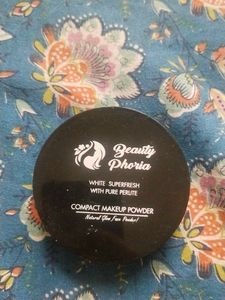 Beauty
Phoria
WHITE SUPERFRESH
WITH PURE PERLITE
COMPACT MAKEUP POWDER
Natural Glow Face Powder!